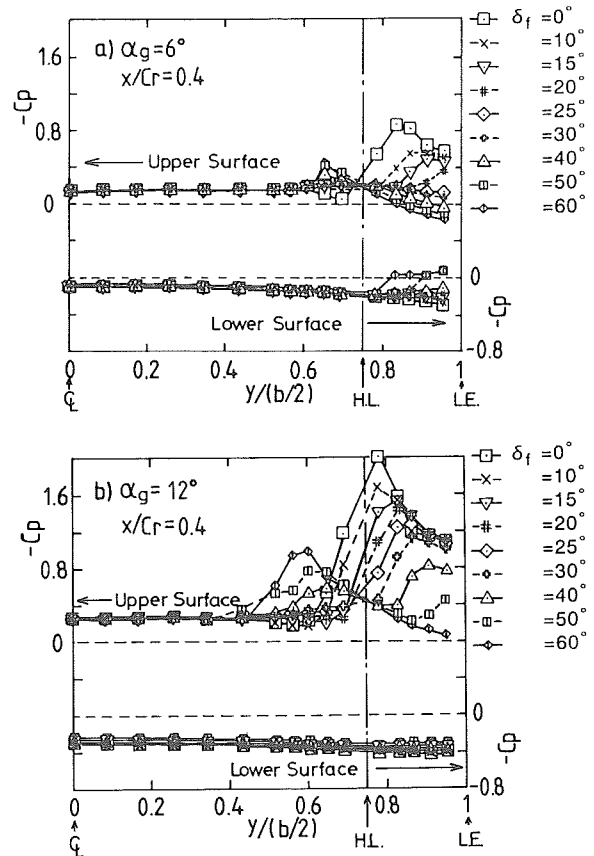 a) αg=6°
x/Cr=0.4
-Cp
1.6
0.8
0
Upper Surface
0
-0.8
-Cp
Lower Surface
0 0.2 0.4 0.6 0.8 1
℄ y/(b/2) H.L. L.E.
δf =0°
=10°
=15°
=20°
=25°
=30°
=40°
=50°
=60°
b) αg=12°
x/Cr=0.4
-Cp
1.6
0.8
0
Upper Surface
0
-0.8
-Cp
Lower Surface
0 0.2 0.4 0.6 0.8 1
℄ y/(b/2) H.L. L.E.
δf =0°
=10°
=15°
=20°
=25°
=30°
=40°
=50°
=60°